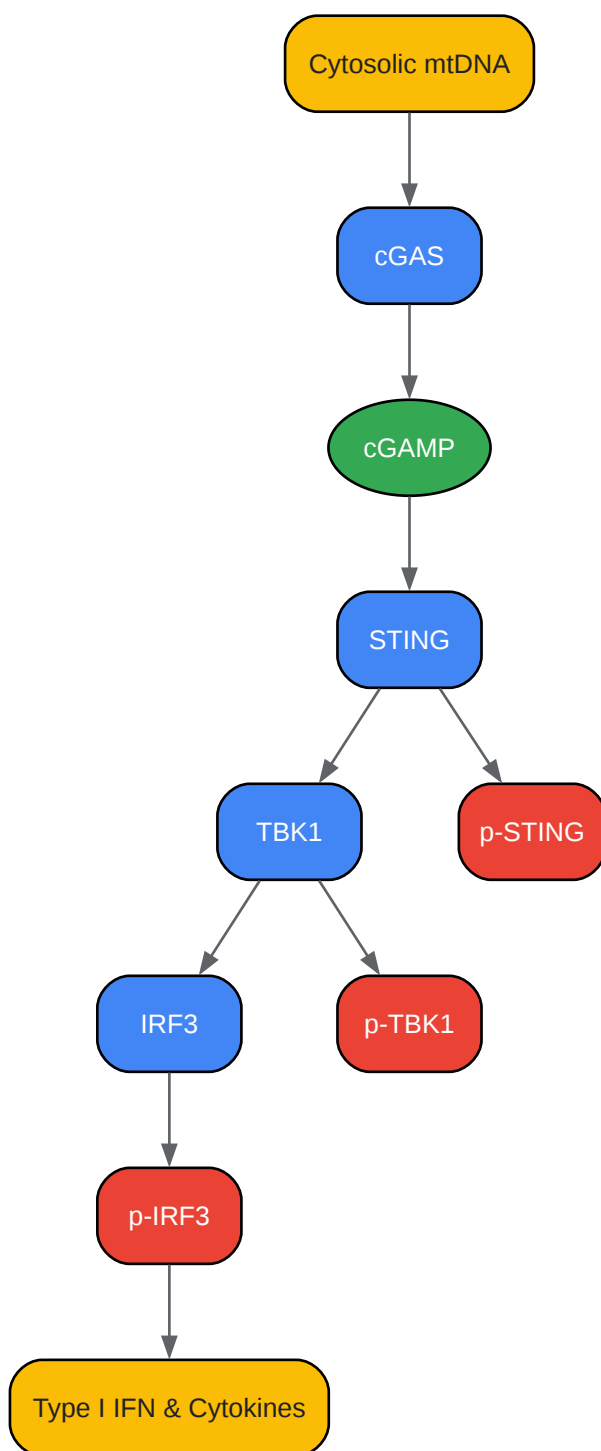 Cytosolic mtDNA
cGAS
cGAMP
STING
TBK1
p-STING
IRF3
p-TBK1
p-IRF3
Type I IFN & Cytokines